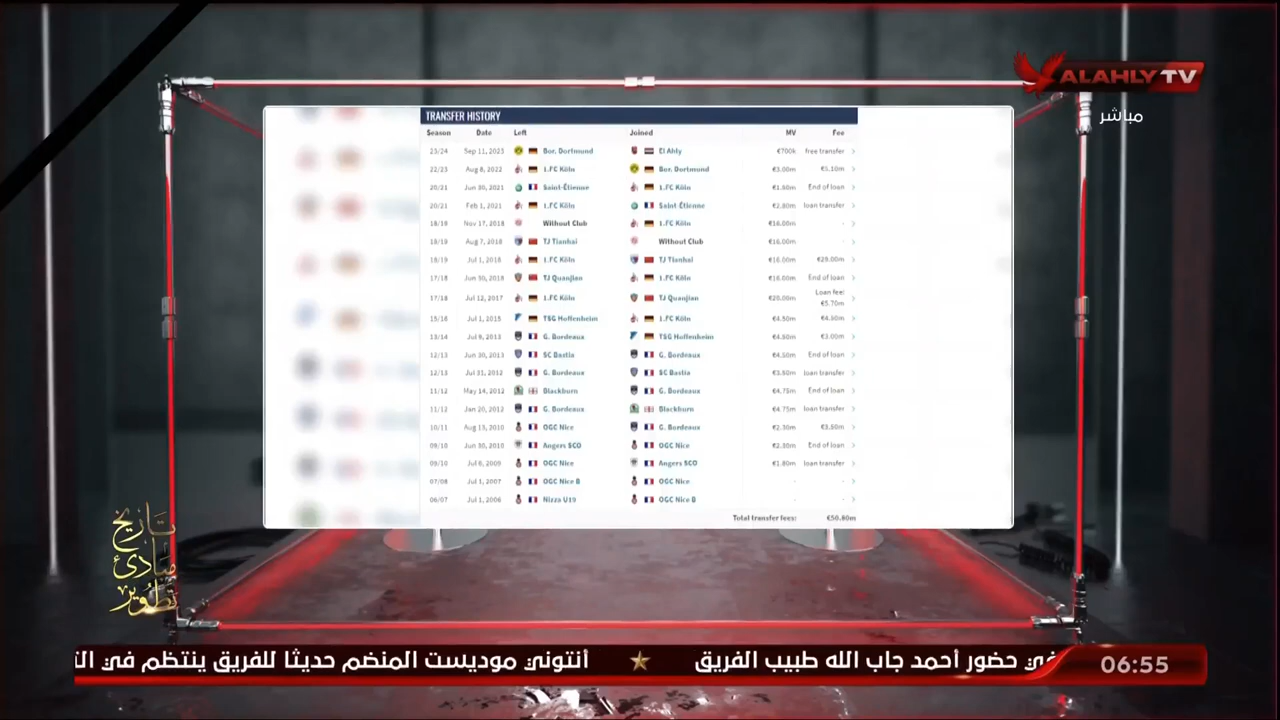 ALAHLY TV
مباشر
TRANSFER HISTORY
Season Date Left Joined MV Fee
23/24 Sep 11, 2023 Bor. Dortmund El Ahly €700k free transfer
22/23 Aug 8, 2022 1.FC Köln Bor. Dortmund €3.00m €5.10m
20/21 Jun 30, 2021 Saint-Étienne 1.FC Köln €1.80m End of loan
20/21 Feb 1, 2021 1.FC Köln Saint-Étienne €2.80m loan transfer
18/19 Nov 17, 2018 Without Club 1.FC Köln €16.00m -
18/19 Aug 7, 2018 TJ Tianhai Without Club €16.00m -
18/19 Jul 1, 2018 1.FC Köln TJ Tianhai €16.00m €29.00m
17/18 Jun 30, 2018 TJ Quanjian 1.FC Köln €16.00m End of loan
17/18 Jul 12, 2017 1.FC Köln TJ Quanjian €20.00m Loan fee: €5.70m
15/16 Jul 1, 2015 TSG Hoffenheim 1.FC Köln €4.50m €4.50m
13/14 Jul 9, 2013 G. Bordeaux TSG Hoffenheim €4.50m €3.00m
12/13 Jun 30, 2013 SC Bastia G. Bordeaux €4.50m End of loan
12/13 Jul 31, 2012 G. Bordeaux SC Bastia €3.50m loan transfer
11/12 May 14, 2012 Blackburn G. Bordeaux €4.75m End of loan
11/12 Jan 20, 2012 G. Bordeaux Blackburn €4.75m loan transfer
10/11 Aug 13, 2010 OGC Nice G. Bordeaux €2.30m €3.50m
09/10 Jun 30, 2010 Angers SCO OGC Nice €2.30m End of loan
09/10 Jul 6, 2009 OGC Nice Angers SCO €1.80m loan transfer
07/08 Jul 1, 2007 OGC Nice B OGC Nice - -
06/07 Jul 1, 2006 Nizza U19 OGC Nice B - -
Total transfer fees: €50.80m
تاريخ
مبادئ
تطوير
في حضور أحمد جاب الله طبيب الفريق ★ أنتوني موديست المنضم حديثا للفريق ينتظم في الت
06:55